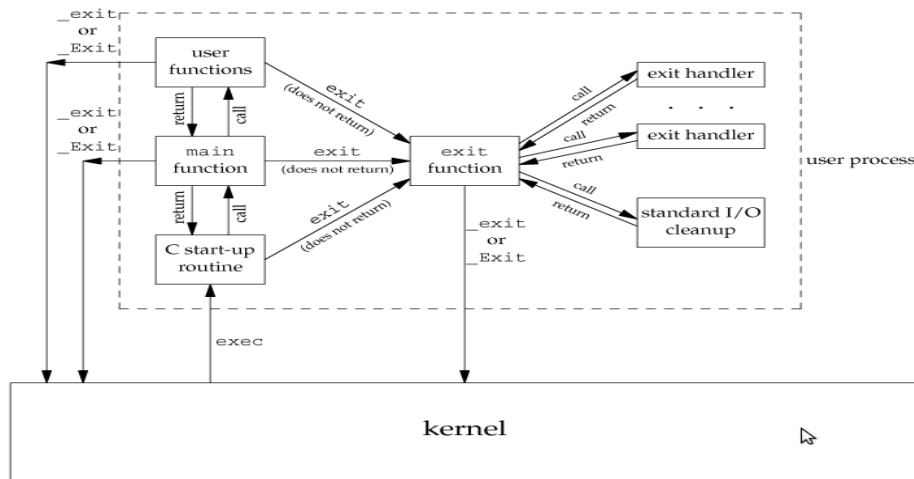 _exit
or
_Exit
user
functions
exit
(does not return)
call
return
exit handler
. . .
_exit
or
_Exit
return
call
main
function
exit
(does not return)
exit
function
call
return
exit handler
user process
return
call
exit
(does not return)
call
return
standard I/O
cleanup
C start-up
routine
_exit
or
_Exit
exec
kernel